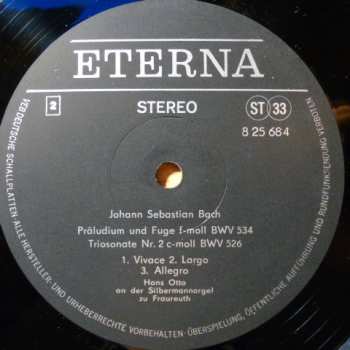 ETERNA
2
STEREO
ST 33
8 25 684
Johann Sebastian Bach
Präludium und Fuge f-moll BWV 534
Triosonate Nr. 2 c-moll BWV 526
1. Vivace 2. Largo
3. Allegro
Hans Otto
an der Silbermannorgel
zu Fraureuth
VEB DEUTSCHE SCHALLPLATTEN · ALLE HERSTELLER- UND URHEBERRECHTE VORBEHALTEN · ÜBERSPIELUNG, ÖFFENTLICHE AUFFÜHRUNG UND RUNDFUNKSENDUNG VERBOTEN